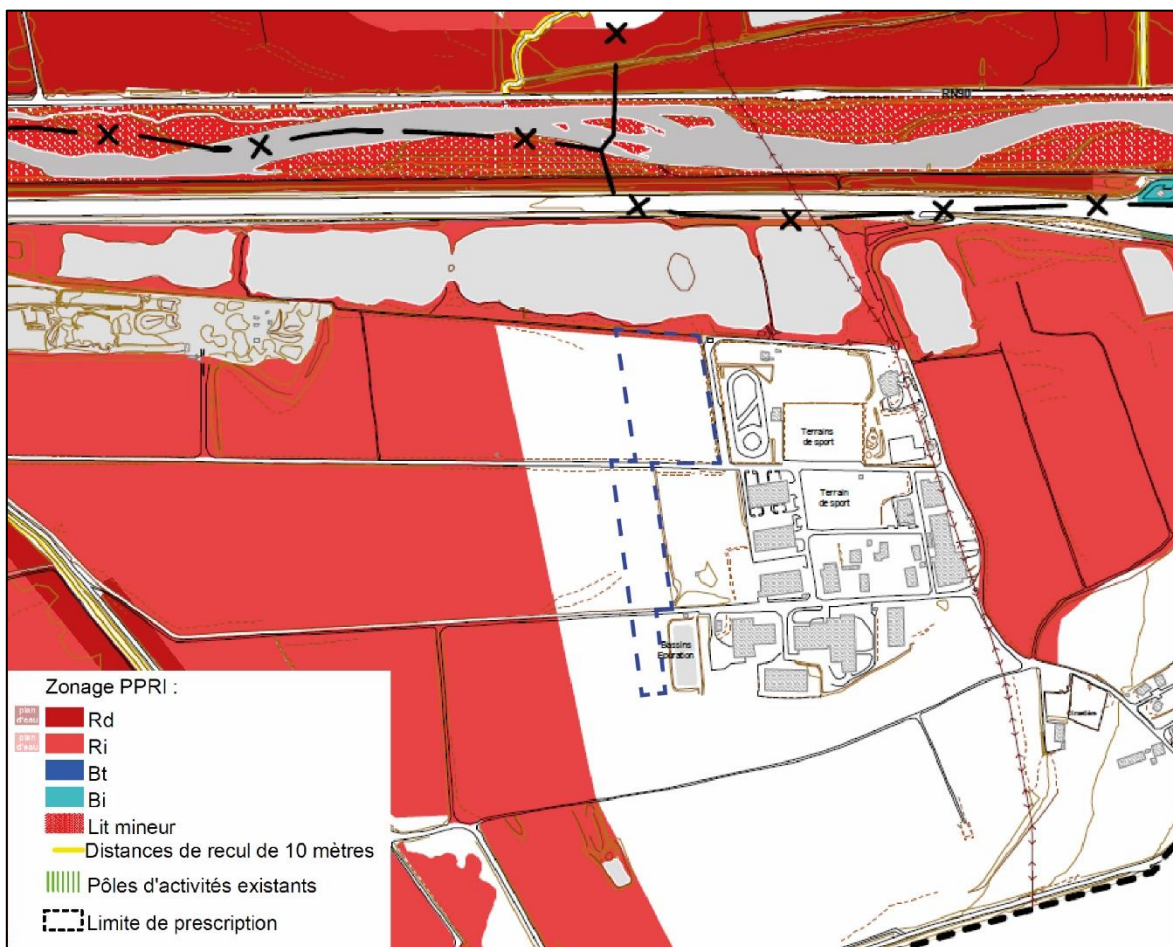 RN90
Terrains
de sport
Terrain
de sport
Bassins
Epuration
Cimetière
Zonage PPRI :
plan
d'eau
Rd
plan
d'eau
Ri
Bt
Bi
Lit mineur
Distances de recul de 10 mètres
Pôles d'activités existants
Limite de prescription